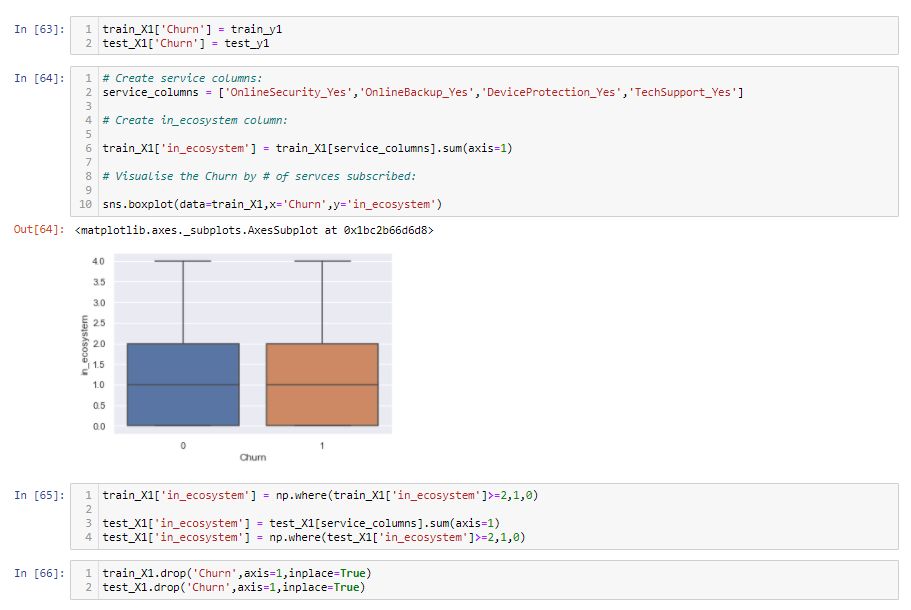 In [63]:
1 train_X1['Churn'] = train_y1
2 test_X1['Churn'] = test_y1
In [64]:
1 # Create service columns:
2 service_columns = ['OnlineSecurity_Yes','OnlineBackup_Yes','DeviceProtection_Yes','TechSupport_Yes']
3
4 # Create in_ecosystem column:
5
6 train_X1['in_ecosystem'] = train_X1[service_columns].sum(axis=1)
7
8 # Visualise the Churn by # of servces subscribed:
9
10 sns.boxplot(data=train_X1,x='Churn',y='in_ecosystem')
Out[64]: <matplotlib.axes._subplots.AxesSubplot at 0x1bc2b66d6d8>
4.0
3.5
3.0
2.5
2.0
1.5
1.0
0.5
0.0
in_ecosystem
0 1
Churn
In [65]:
1 train_X1['in_ecosystem'] = np.where(train_X1['in_ecosystem']>=2,1,0)
2
3 test_X1['in_ecosystem'] = test_X1[service_columns].sum(axis=1)
4 test_X1['in_ecosystem'] = np.where(test_X1['in_ecosystem']>=2,1,0)
In [66]:
1 train_X1.drop('Churn',axis=1,inplace=True)
2 test_X1.drop('Churn',axis=1,inplace=True)